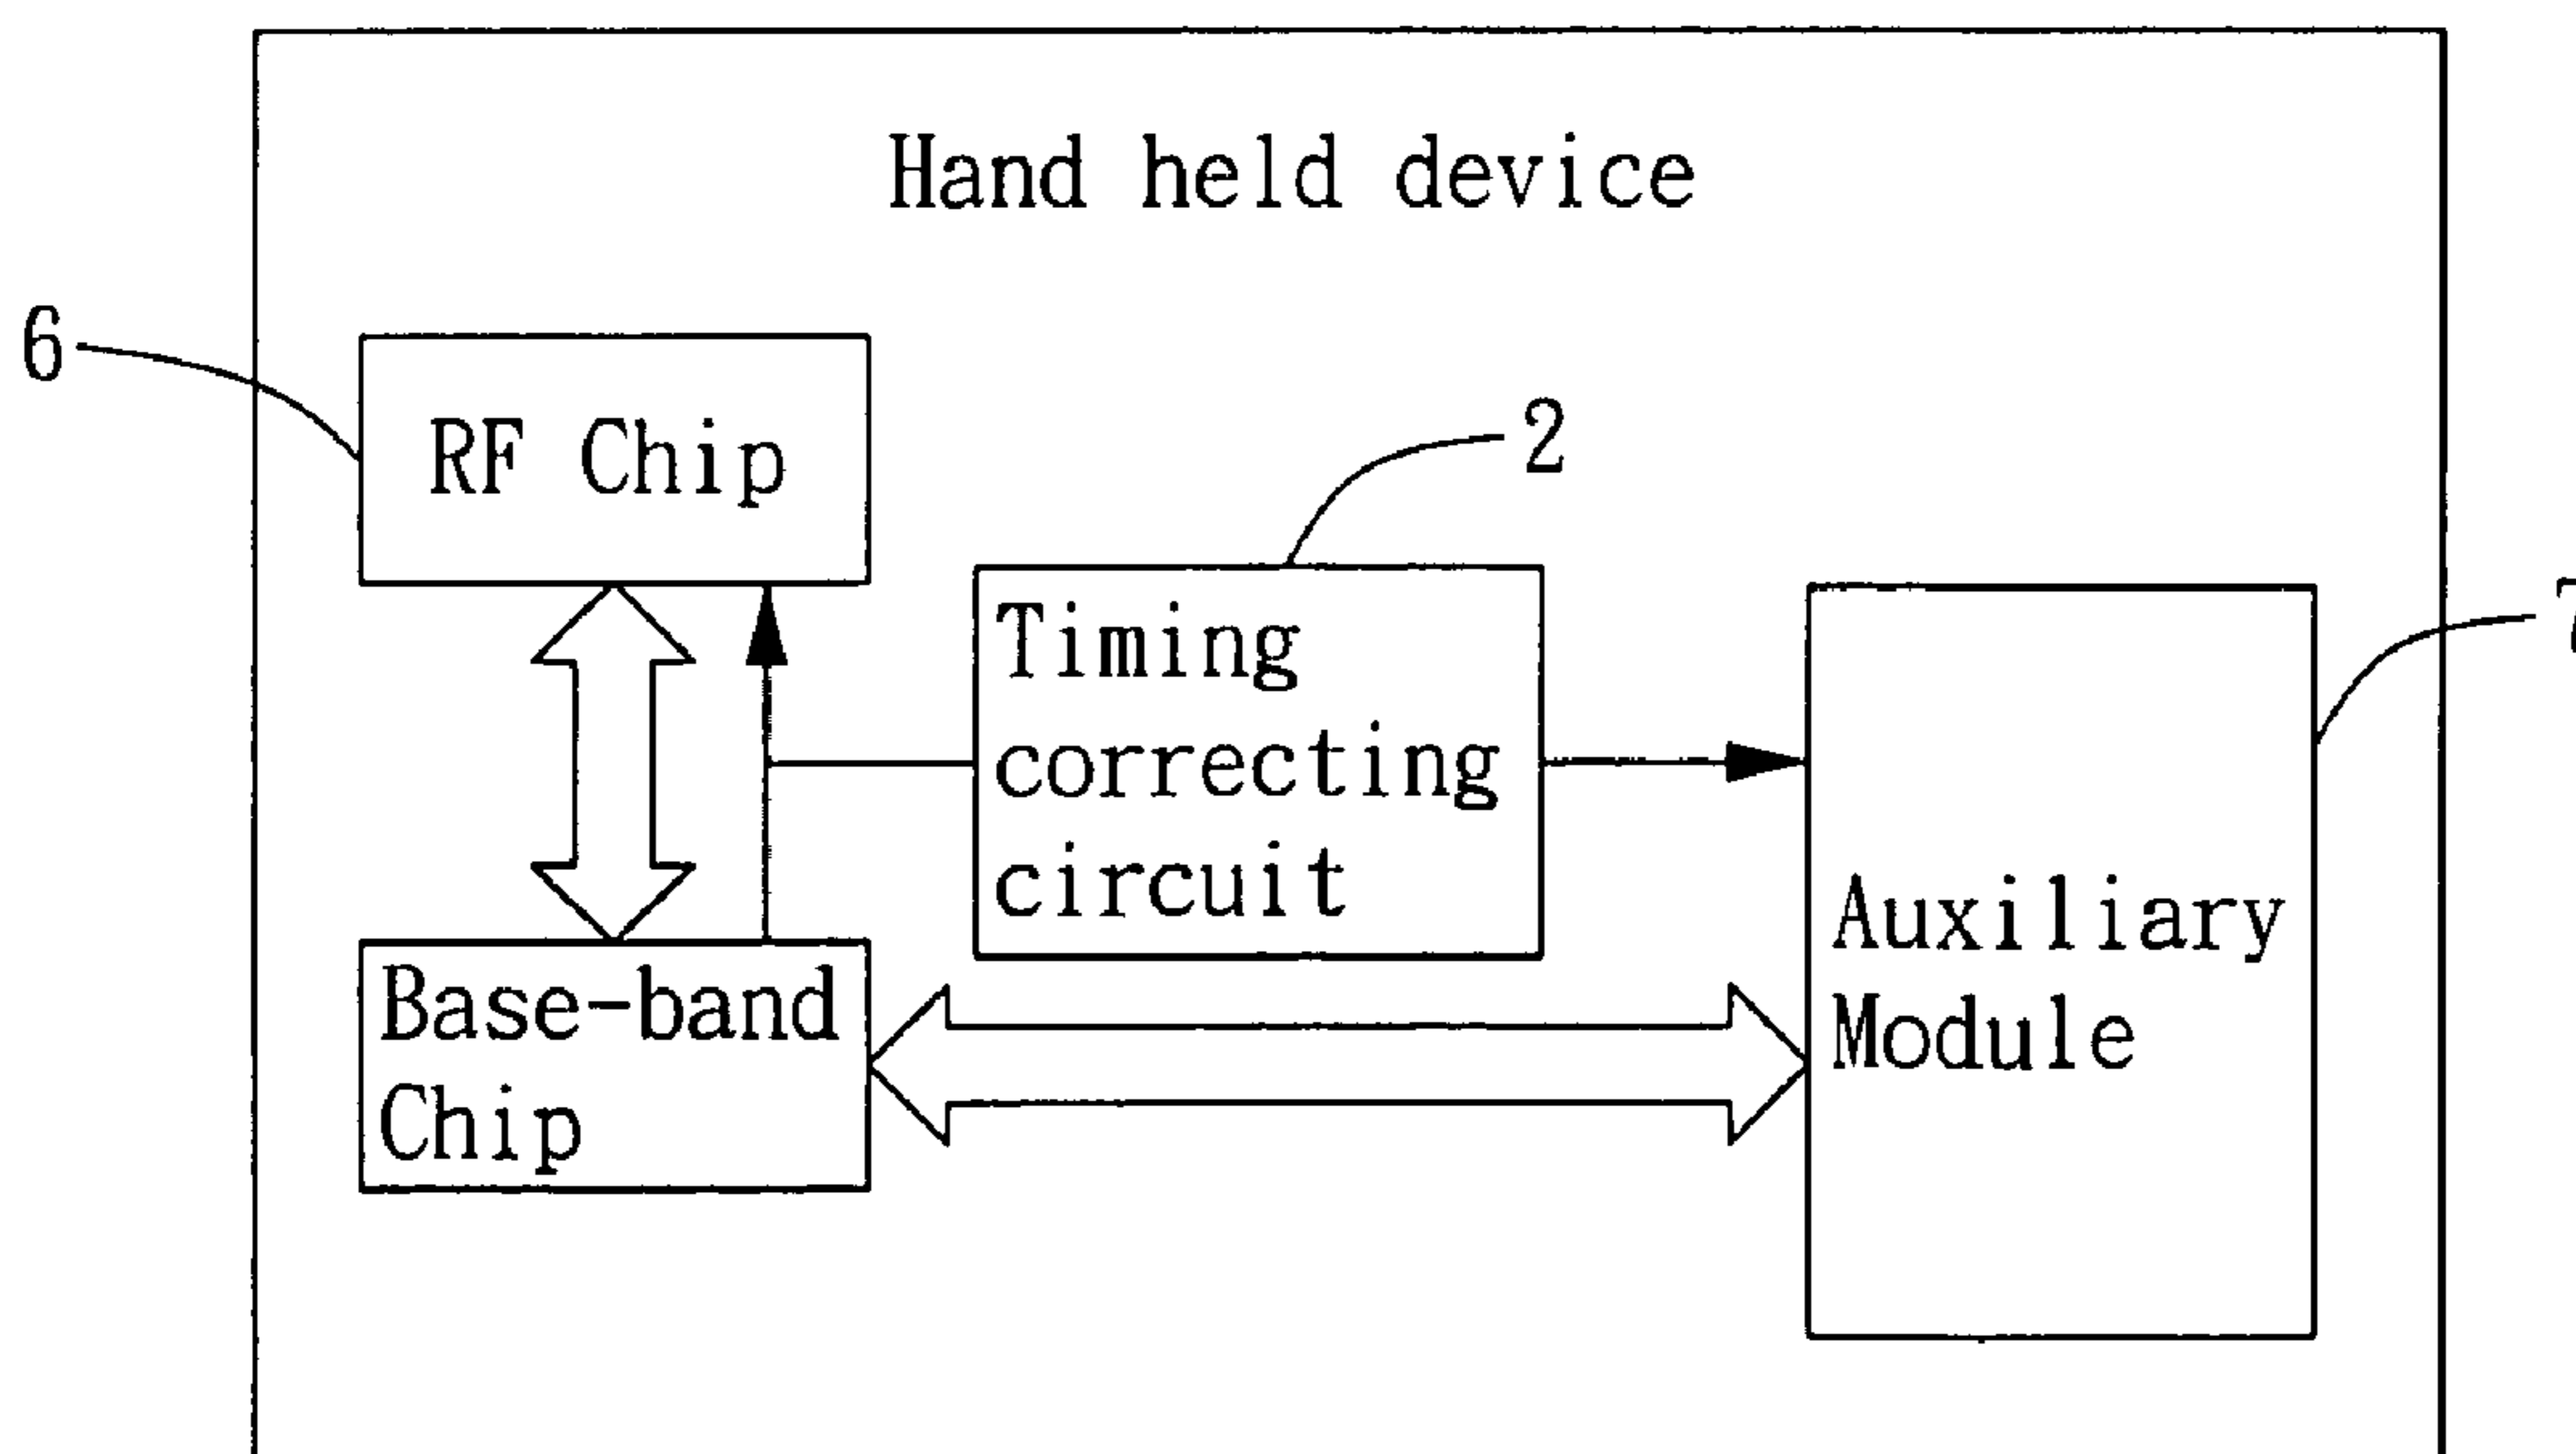 Hand held device
6
RF Chip
2
Timing
correcting
circuit
Auxiliary
Module
Base-band
Chip